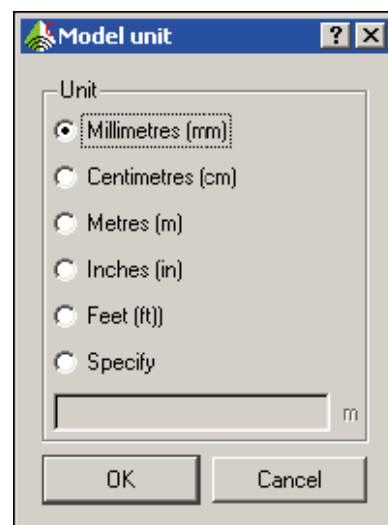 Model unit
Unit
Millimetres (mm)
Centimetres (cm)
Metres (m)
Inches (in)
Feet (ft))
Specify
m
OK Cancel